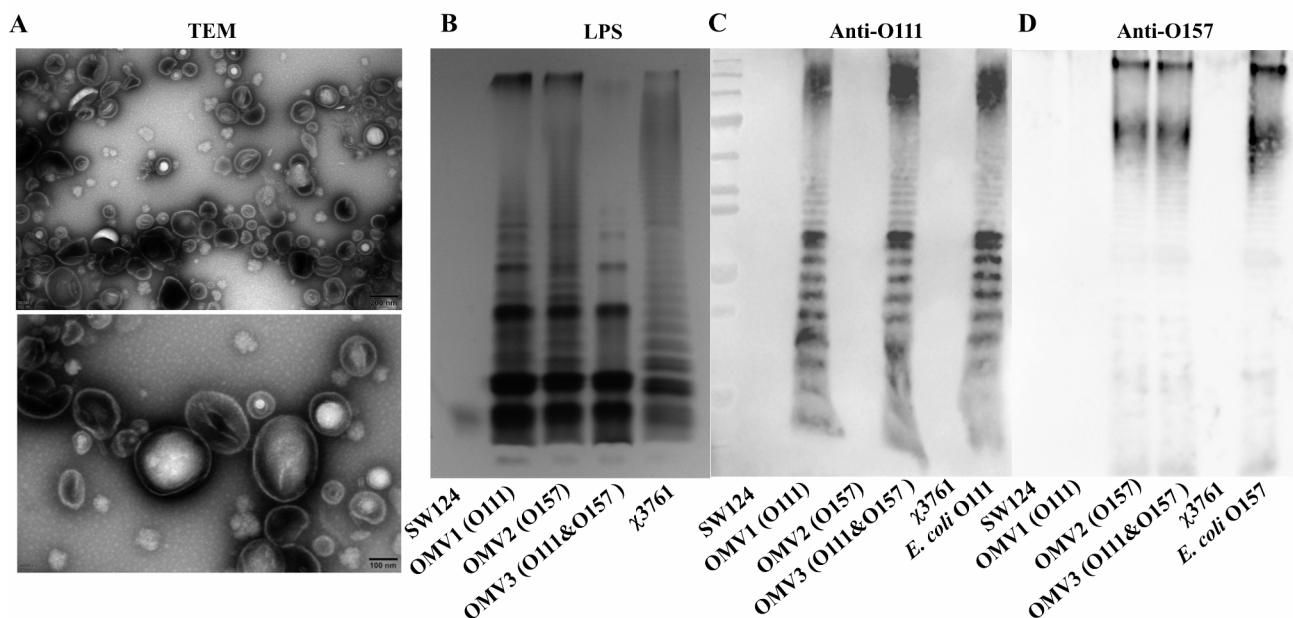 A
TEM
200 nm
100 nm
B
LPS
SW124
OMV1 (O111)
OMV2 (O157)
OMV3 (O111&O157 )
χ3761
C
Anti-O111
SW124
OMV1 (O111)
OMV2 (O157)
OMV3 (O111&O157 )
χ3761
E. coli O111
D
Anti-O157
SW124
OMV1 (O111)
OMV2 (O157)
OMV3 (O111&O157 )
χ3761
E. coli O157